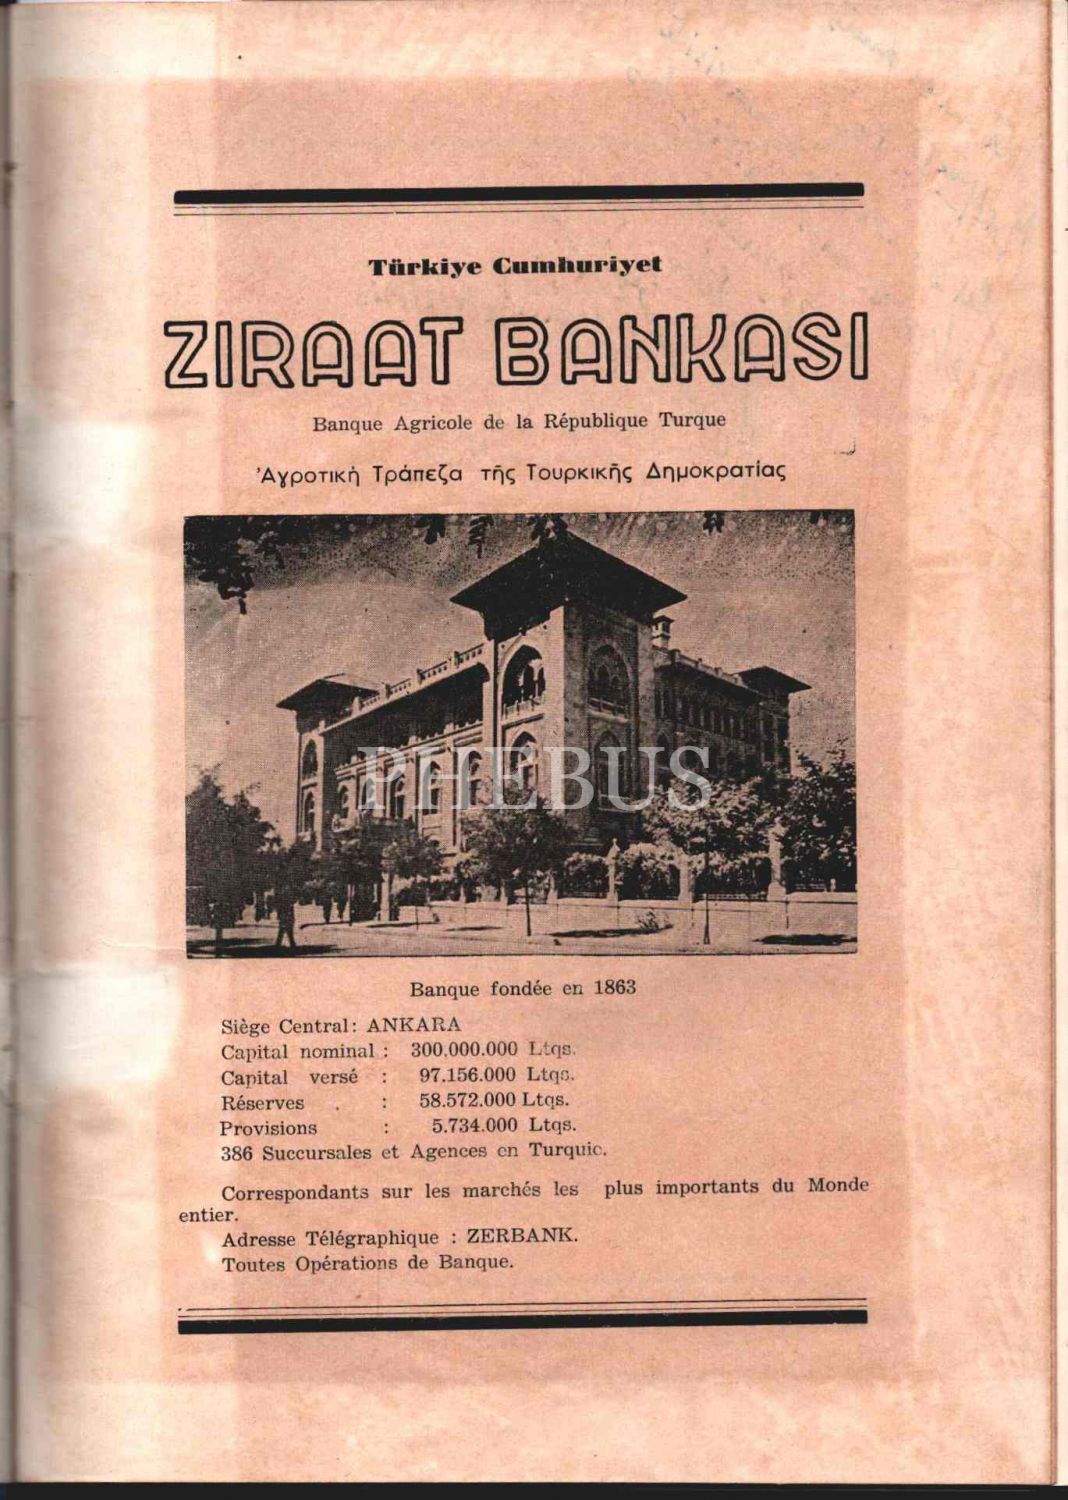 Türkiye Cumhuriyet
ZIRAAT BANKASI
Banque Agricole de la République Turque
Ἀγροτικὴ Τράπεζα τῆς Τουρκικῆς Δημοκρατίας
PHEBUS
Banque fondée en 1863
Siège Central: ANKARA
Capital nominal : 300.000.000 Ltqs.
Capital versé : 97.156.000 Ltqs.
Réserves . : 58.572.000 Ltqs.
Provisions : 5.734.000 Ltqs.
386 Succursales et Agences en Turquie.
Correspondants sur les marchés les plus importants du Monde
entier.
Adresse Télégraphique : ZERBANK.
Toutes Opérations de Banque.